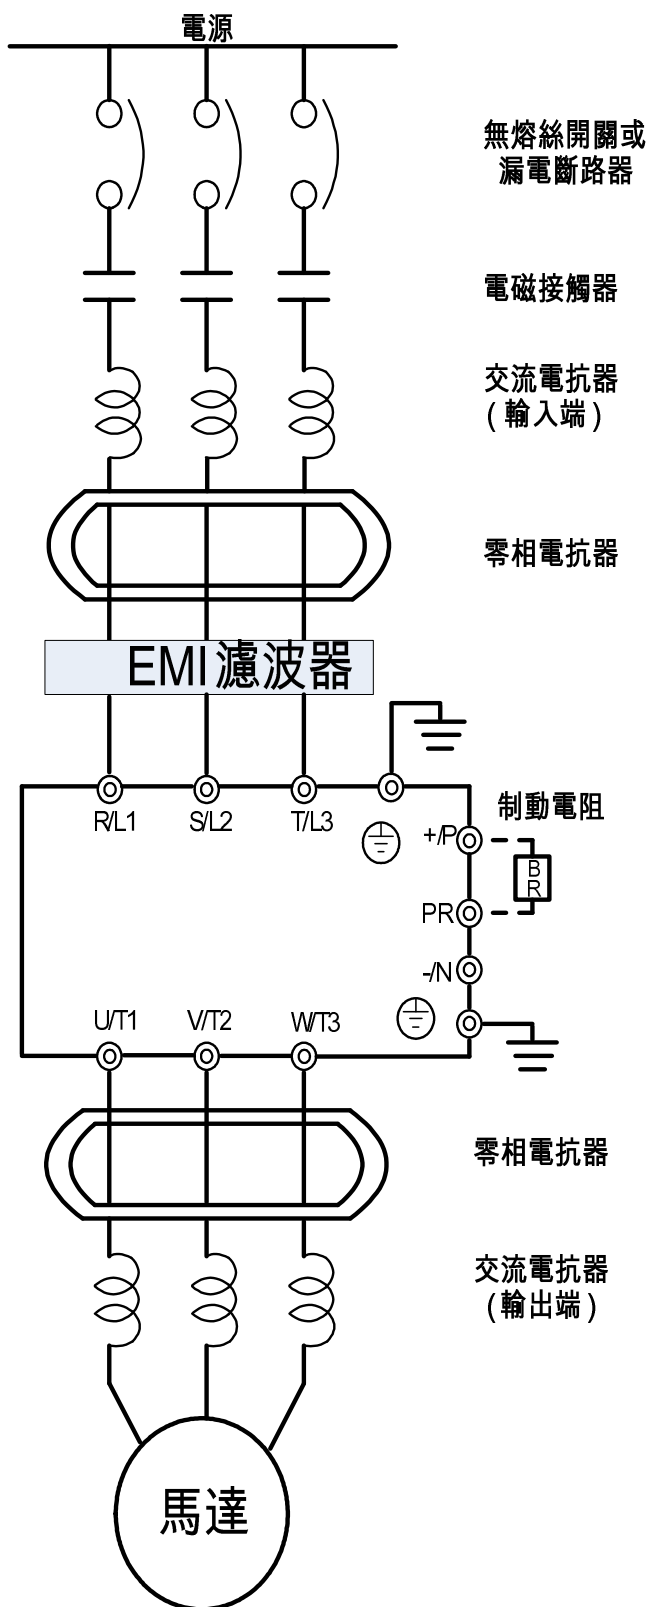 電源
無熔絲開關或
漏電斷路器
電磁接觸器
交流電抗器
(輸入端)
零相電抗器
EMI濾波器
R/L1
S/L2
T/L3
制動電阻
+/P
BR
PR
-/N
U/T1
V/T2
W/T3
零相電抗器
交流電抗器
(輸出端)
馬達